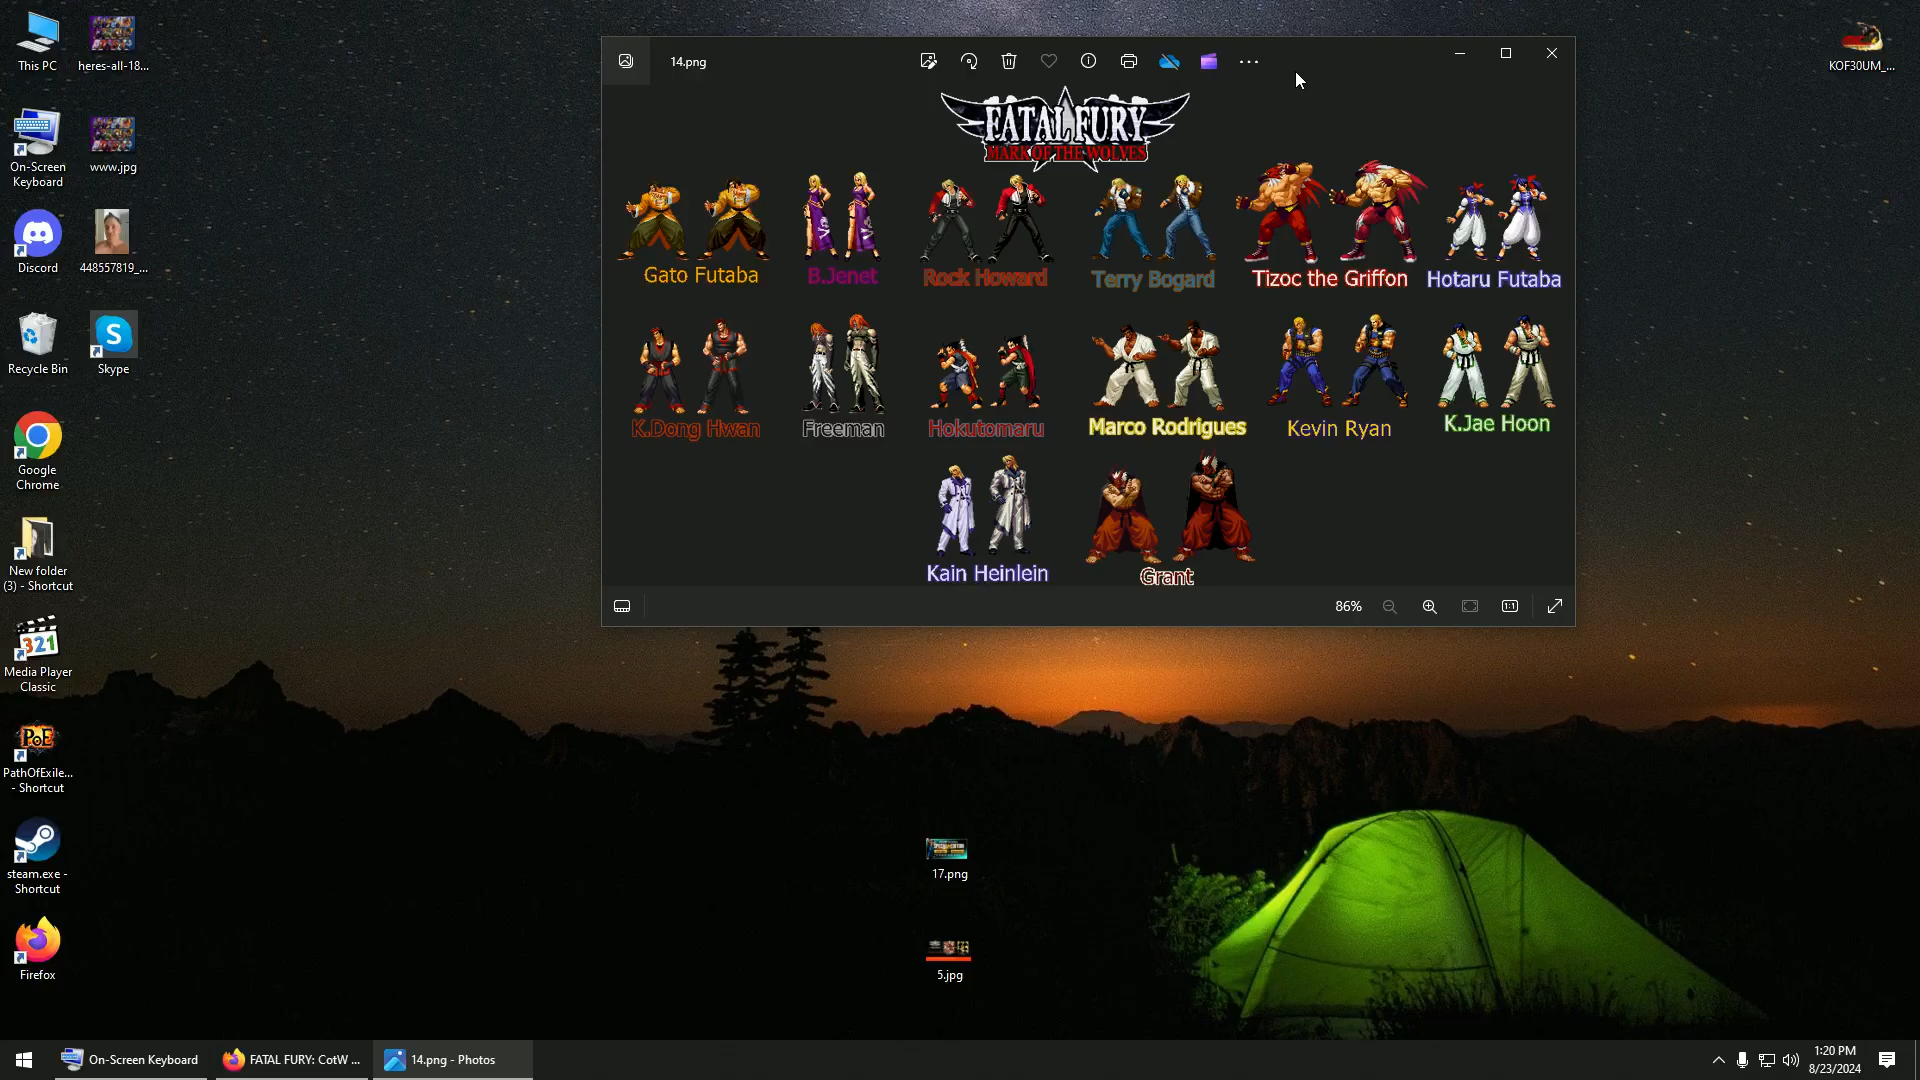 This PC
heres-all-18...
On-Screen
Keyboard
www.jpg
Discord
448557819_...
Recycle Bin
Skype
Google
Chrome
New folder
(3) - Shortcut
Media Player
Classic
PathOfExile...
- Shortcut
steam.exe -
Shortcut
Firefox
KOF30UM_...
14.png
FATAL FURY
MARK OF THE WOLVES
Gato Futaba
B.Jenet
Rock Howard
Terry Bogard
Tizoc the Griffon
Hotaru Futaba
K.Dong Hwan
Freeman
Hokutomaru
Marco Rodrigues
Kevin Ryan
K.Jae Hoon
Kain Heinlein
Grant
86%
1:1
17.png
5.jpg
On-Screen Keyboard
FATAL FURY: CotW ...
14.png - Photos
1:20 PM
8/23/2024